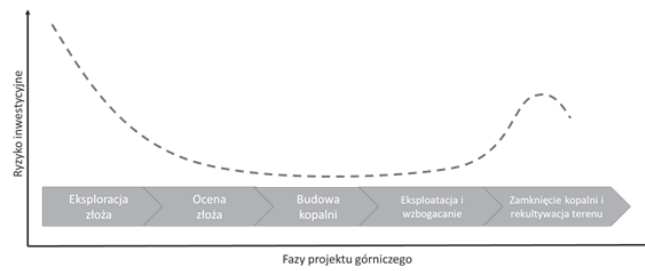 Ryzyko inwestycyjne
Eksploracja
złoża
Ocena
złoża
Budowa
kopalni
Eksploatacja i
wzbogacanie
Zamknięcie kopalni i
rekultywacja terenu
Fazy projektu górniczego